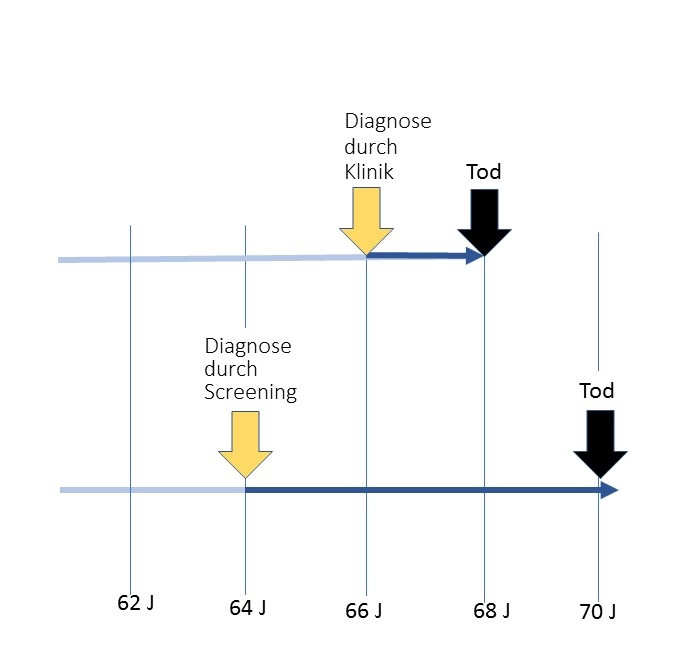 Diagnose
durch
Klinik
Tod
Diagnose
durch
Screening
Tod
62 J
64 J
66 J
68 J
70 J